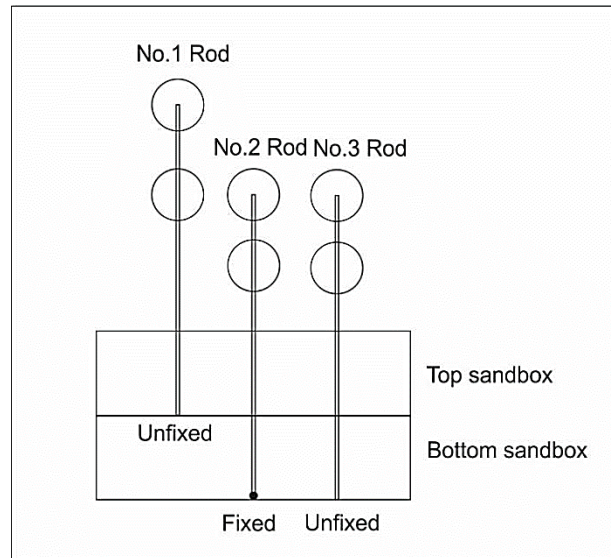 No.1 Rod
No.2 Rod No.3 Rod
Top sandbox
Unfixed
Bottom sandbox
Fixed Unfixed